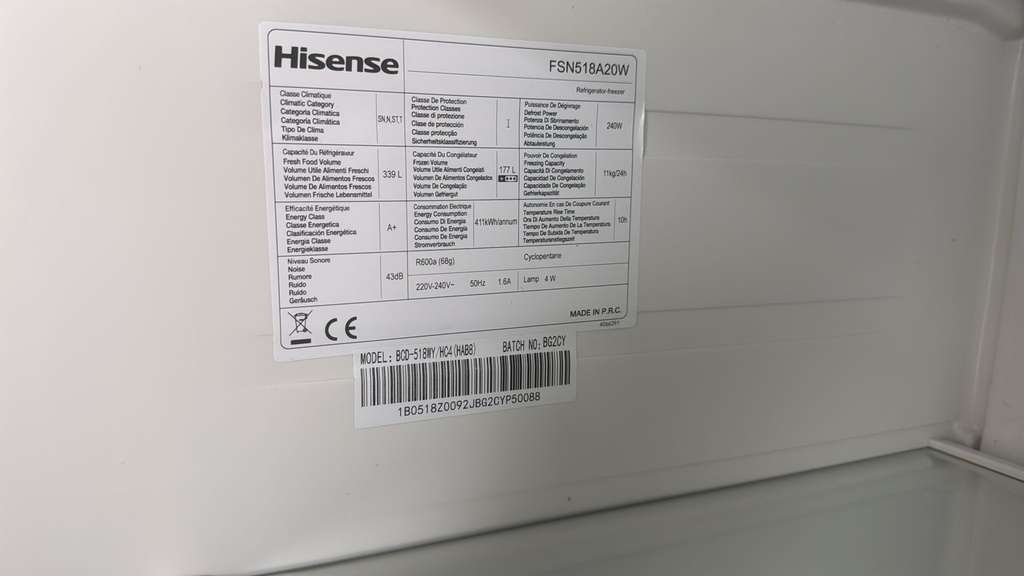 Hisense
FSN518A20W
Refrigerator-freezer
Classe Climatique
Climatic Category
Categoria Climatica
Categoria Climática
Tipo De Clima
Klimaklasse
SN,N,ST,T
Classe De Protection
Protection Classes
Classe di protezione
Clase de protección
Classe protecção
Sicherheitsklassifizierung
I
Puissance De Dégivrage
Defrost Power
Potenza Di Sbrinamento
Potencia De Descongelación
Potência De Descongelação
Abtauleistung
240W
Capacité Du Réfrigérateur
Fresh Food Volume
Volume Utile Alimenti Freschi
Volumen De Alimentos Frescos
Volume De Alimentos Frescos
Volumen Frische Lebensmittel
339 L
Capacité Du Congélateur
Frozen Volume
Volume Utile Alimenti Congelati
Volumen De Alimentos Congelados
Volume De Congelação
Volumen Gefriergut
177 L
Pouvoir De Congélation
Freezing Capacity
Capacità Di Congelamento
Capacidad De Congelación
Capacidade De Congelação
Gefrierkapazität
11kg/24h
Efficacité Energétique
Energy Class
Classe Energetica
Clasificación Energética
Energia Classe
Energieklasse
A+
Consommation Electrique
Energy Consumption
Consumo Di Energia
Consumo De Energía
Consumo De Energia
Stromverbrauch
411kWh/annum
Autonomie En cas De Coupure Courant
Temperature Rise Time
Ora Di Aumento Della Temperatura
Tiempo De Aumento De La Temperatura
Tempo De Subida De Temperatura
Temperaturanstiegszeit
10h
Niveau Sonore
Noise
Rumore
Ruido
Ruído
Geräusch
43dB
R600a (68g)
Cyclopentane
220V-240V~ 50Hz 1.6A
Lamp 4 W
CE
MADE IN P.R.C.
4066291
MODEL: BCD-518WY/HC4(HAB8) BATCH NO: BG2CY
1B0518Z0092JBG2CYP50088